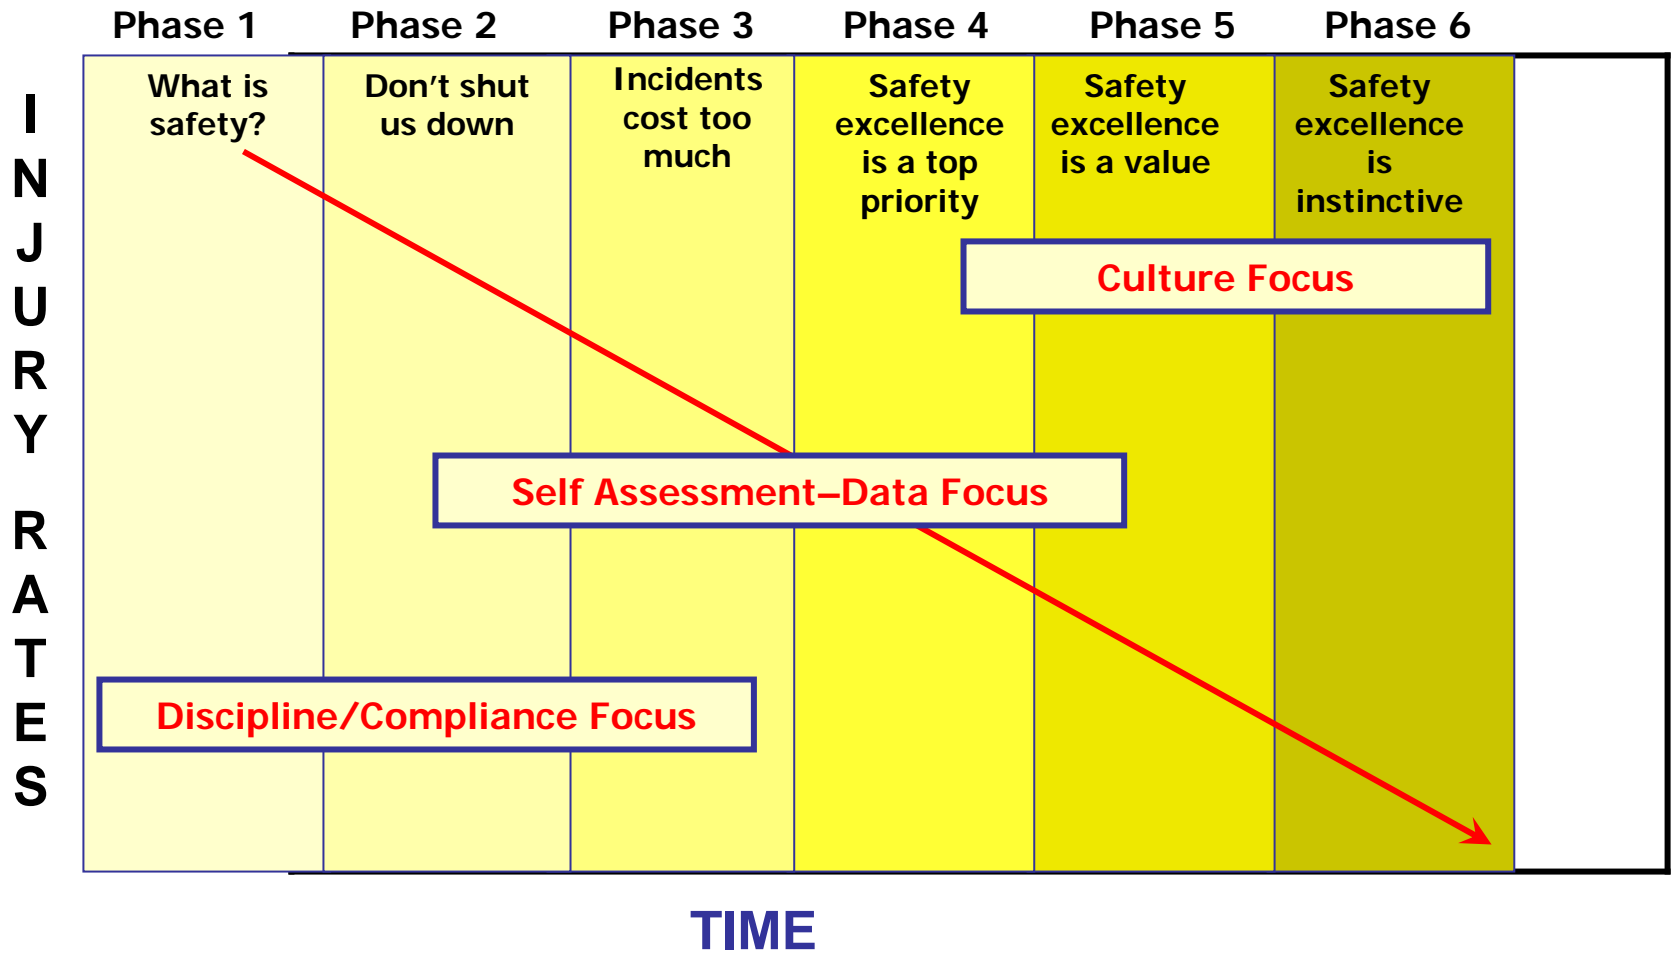 Phase 1 Phase 2 Phase 3 Phase 4 Phase 5 Phase 6
What is
safety?
Don't shut
us down
Incidents
cost too
much
Safety
excellence
is a top
priority
Safety
excellence
is a value
Safety
excellence
is
instinctive
INJURY RATES
Culture Focus
Self Assessment–Data Focus
Discipline/Compliance Focus
TIME